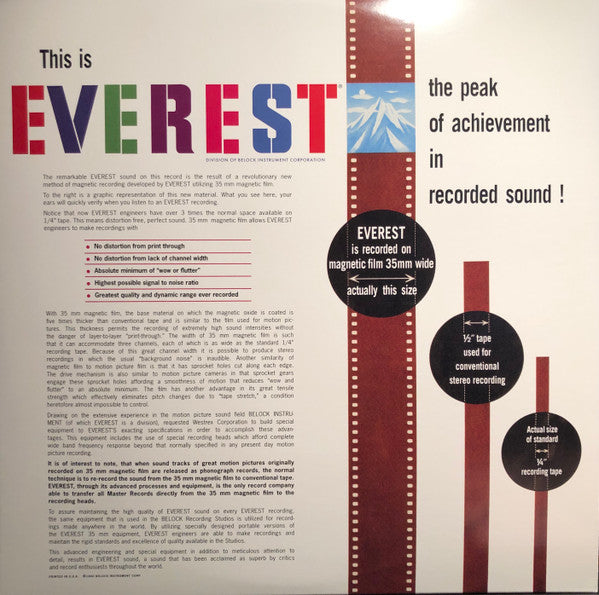 This is
EVEREST®
DIVISION OF BELOCK INSTRUMENT CORPORATION
the peak
of achievement
in
recorded sound !
The remarkable EVEREST sound on this record is the result of a revolutionary new
method of magnetic recording developed by EVEREST utilizing 35 mm magnetic film.
To the right is a graphic representation of this new material. What you see here, your
ears will quickly verify when you listen to an EVEREST recording.
Notice that now EVEREST engineers have over 3 times the normal space available on
1/4" tape. This means distortion free, perfect sound. 35 mm magnetic film allows EVEREST
engineers to make recordings with
• No distortion from print through
• No distortion from lack of channel width
• Absolute minimum of "wow or flutter"
• Highest possible signal to noise ratio
• Greatest quality and dynamic range ever recorded
With 35 mm magnetic film, the base material on which the magnetic oxide is coated is
five times thicker than conventional tape and is similar to the film used for motion pic-
tures. This thickness permits the recording of extremely high sound intensities without
the danger of layer-to-layer "print-through." The width of 35 mm magnetic film is such
that it can accommodate three channels, each of which is as wide as the standard 1/4"
recording tape. Because of this great channel width it is possible to produce stereo
recordings in which the usual "background noise" is inaudible. Another similarity of
magnetic film to motion picture film is that it has sprocket holes cut along each edge.
The drive mechanism is also similar to motion picture cameras in that sprocket gears
engage these sprocket holes affording a smoothness of motion that reduces "wow and
flutter" to an absolute minimum. The film has another advantage in its great tensile
strength which effectively eliminates pitch changes due to "tape stretch," a condition
heretofore almost impossible to control.
Drawing on the extensive experience in the motion picture sound field BELOCK INSTRU-
MENT (of which EVEREST is a division), requested Westrex Corporation to build special
equipment to EVEREST'S exacting specifications in order to accomplish these advan-
tages. This equipment includes the use of special recording heads which afford complete
wide band frequency response beyond that normally specified in any present day motion
picture recording.
It is of interest to note, that when sound tracks of great motion pictures originally
recorded on 35 mm magnetic film are released as phonograph records, the normal
technique is to re-record the sound from the 35 mm magnetic film to conventional tape.
EVEREST, through its advanced processes and equipment, is the only record company
able to transfer all Master Records directly from the 35 mm magnetic film to the
recording heads.
To assure maintaining the high quality of EVEREST sound on every EVEREST recording,
the same equipment that is used in the BELOCK Recording Studios is utilized for record-
ings made anywhere in the world. By utilizing specially designed portable versions of
the EVEREST 35 mm equipment, EVEREST engineers are able to make recordings and
maintain the rigid standards and excellence of quality available in the Studios.
This advanced engineering and special equipment in addition to meticulous attention to
detail, results in EVEREST sound, a sound that has been acclaimed as superb by critics
and record enthusiasts throughout the world.
PRINTED IN U.S.A.
BELOCK INSTRUMENT CORP.
EVEREST
is recorded on
magnetic film 35mm wide
actually this size
½" tape
used for
conventional
stereo recording
Actual size
of standard
¼"
recording tape